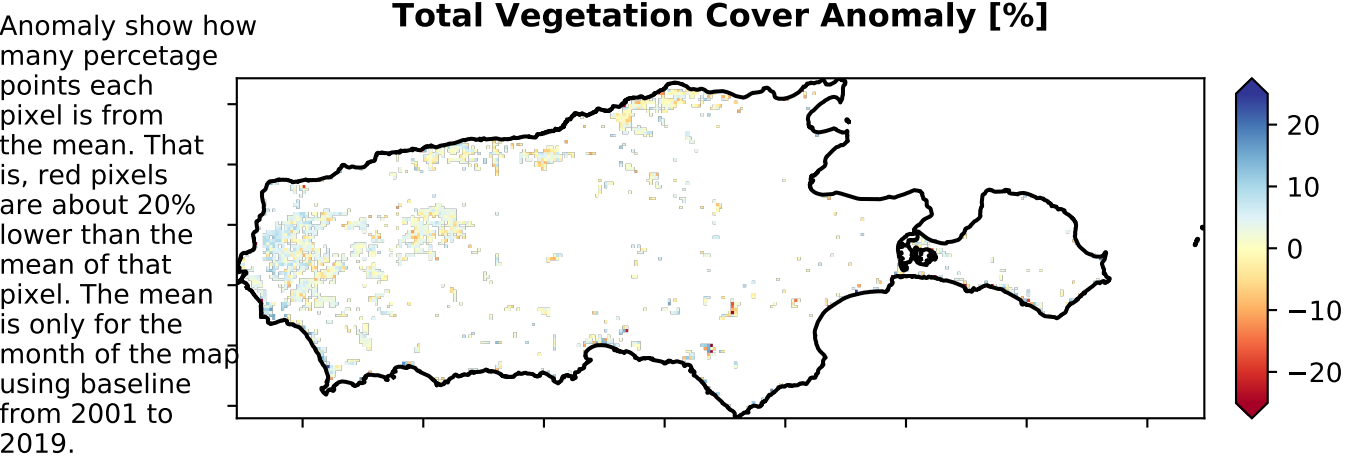 Total Vegetation Cover Anomaly [%]
Anomaly show how
many percetage
points each
pixel is from
the mean. That
is, red pixels
are about 20%
lower than the
mean of that
pixel. The mean
is only for the
month of the map
using baseline
from 2001 to
2019.
20
10
0
−10
−20